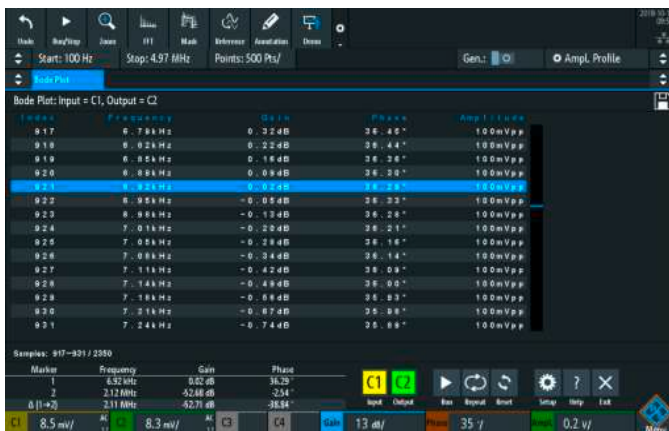 Undo Run/Stop Zoom FFT Mask Reference Annotation Demo
Start: 100 Hz Stop: 4.97 MHz Points: 500 Pts/ Gen.: Ampl. Profile
Bode Plot
Bode Plot: Input = C1, Output = C2
Index Frequency Gain Phase Amplitude
917 6.79kHz 0.32dB 36.45° 100mVpp
918 6.82kHz 0.22dB 36.44° 100mVpp
919 6.85kHz 0.16dB 36.36° 100mVpp
920 6.89kHz 0.09dB 36.30° 100mVpp
921 6.92kHz 0.02dB 36.29° 100mVpp
922 6.95kHz -0.05dB 36.33° 100mVpp
923 6.98kHz -0.13dB 36.28° 100mVpp
924 7.01kHz -0.20dB 36.21° 100mVpp
925 7.05kHz -0.28dB 36.16° 100mVpp
926 7.08kHz -0.34dB 36.14° 100mVpp
927 7.11kHz -0.42dB 36.09° 100mVpp
928 7.14kHz -0.49dB 36.00° 100mVpp
929 7.18kHz -0.56dB 35.93° 100mVpp
930 7.21kHz -0.67dB 35.98° 100mVpp
931 7.24kHz -0.74dB 35.89° 100mVpp
Samples: 917-931 / 2350
Marker Frequency Gain Phase
1 6.92 kHz 0.02 dB 36.29°
2 2.12 MHz -52.68 dB -2.54°
Δ (1→2) 2.11 MHz -52.71 dB -38.84°
C1 C2 ?
Input Output Run Repeat Reset Setup Help Exit
C1 8.5 mV/ AC C2 8.3 mV/ AC C3 C4 Gain 13 dB/ Phase 35 °/ Ampl. 0.2 V/ Menu